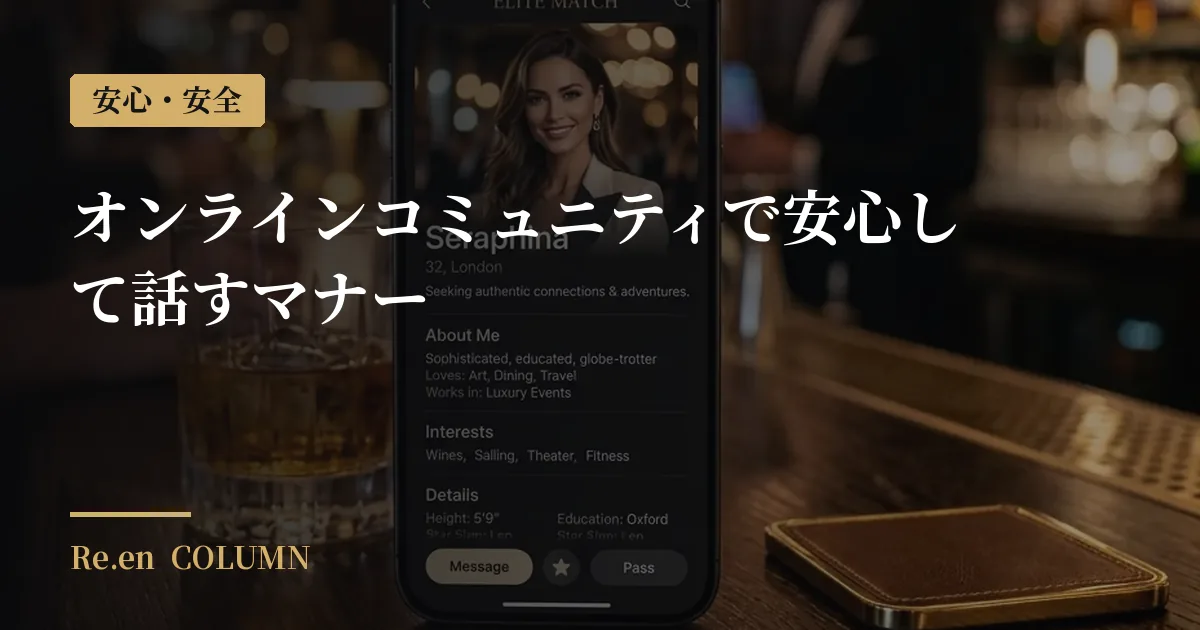 ELITE MATCH
安心・安全
オンラインコミュニティで安心し
て話すマナー
Seraphina
32, London
Seeking authentic connections & adventures.
About Me
Sophisticated, educated, globe-trotter
Loves: Art, Dining, Travel
Works in: Luxury Events
Interests
Wines, Salling, Theater, Fitness
Details
Height: 5'9"
Education: Oxford
Message
Pass
Re.en COLUMN